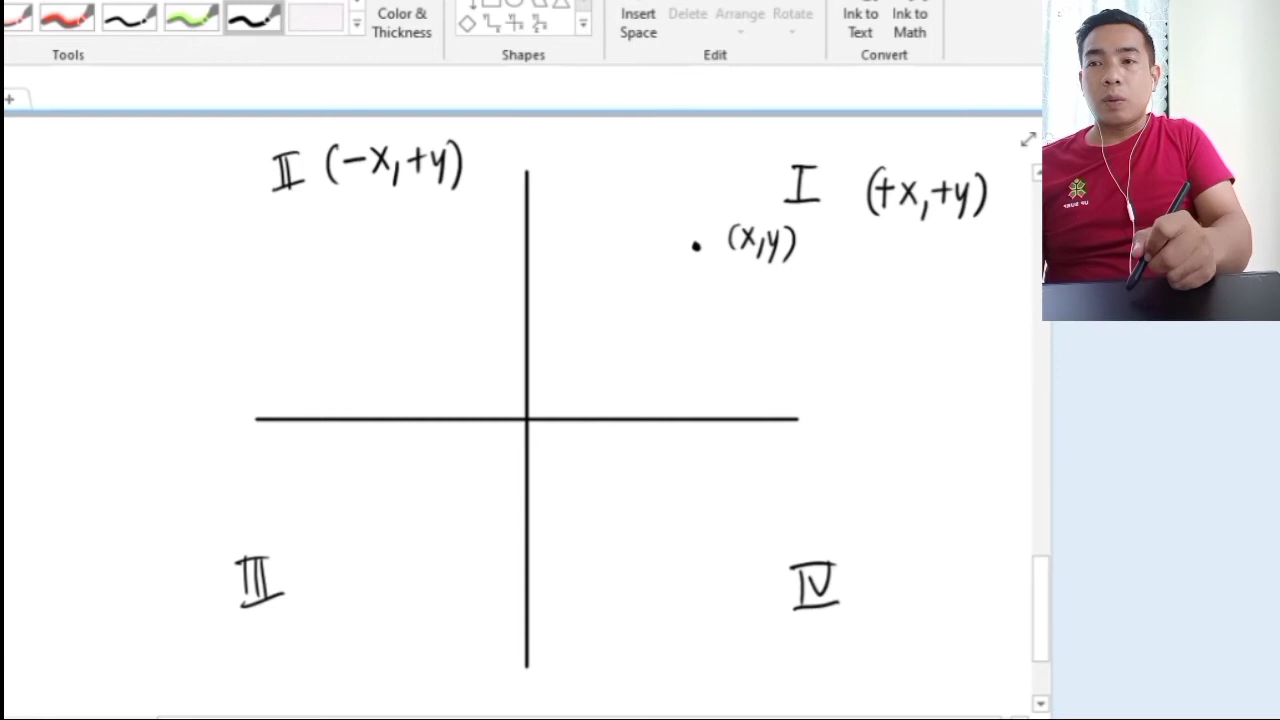 Color &
Thickness
Insert
Space
Delete
Arrange
Rotate
Ink to
Text
Ink to
Math
Tools
Shapes
Edit
Convert
+
II (-x,+y)
I (+x,+y)
(x,y)
III
IV